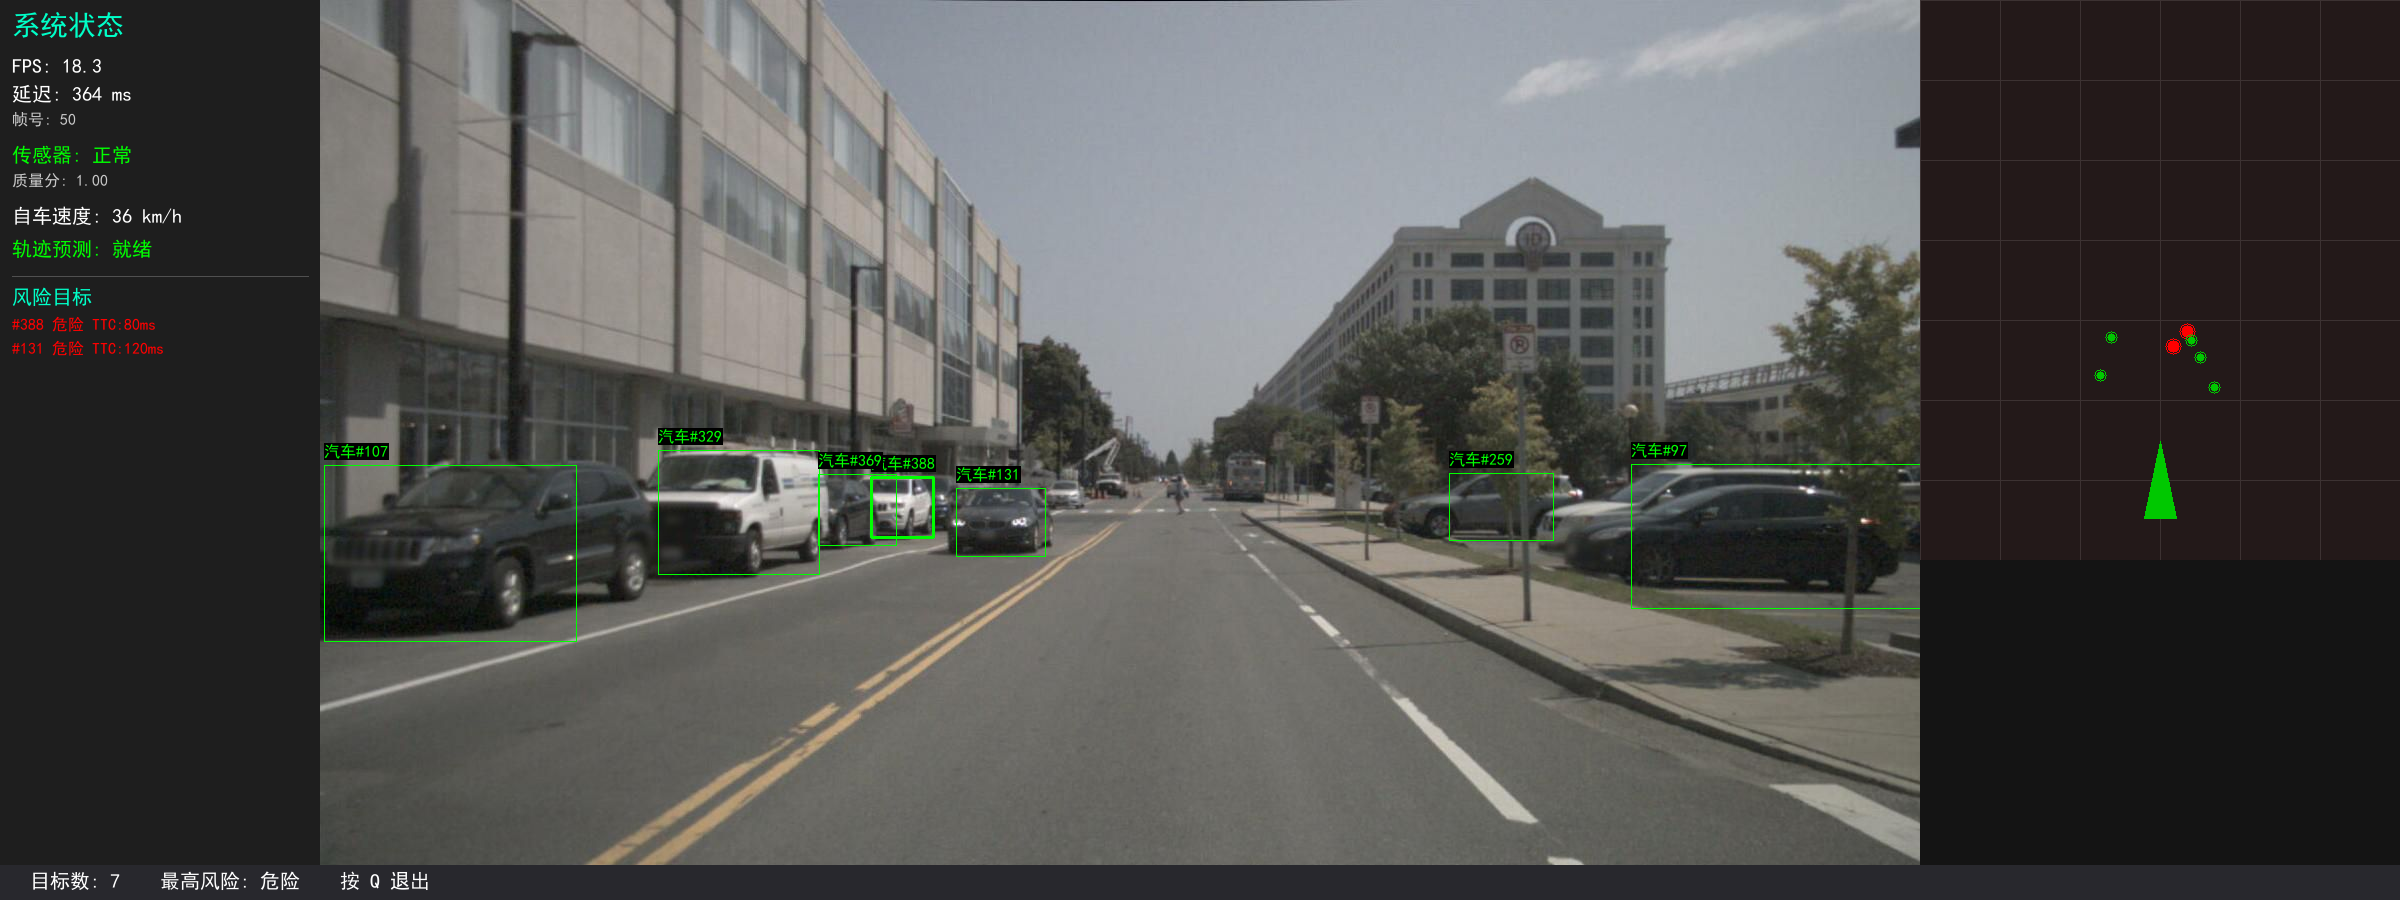 系统状态
FPS: 18.3
延迟: 364 ms
帧号: 50
传感器: 正常
质量分: 1.00
自车速度: 36 km/h
轨迹预测: 就绪
风险目标
#388 危险 TTC:80ms
#131 危险 TTC:120ms
汽车#107
汽车#329
汽车#369
汽车#388
汽车#131
汽车#259
汽车#97
目标数: 7 最高风险: 危险 按 Q 退出